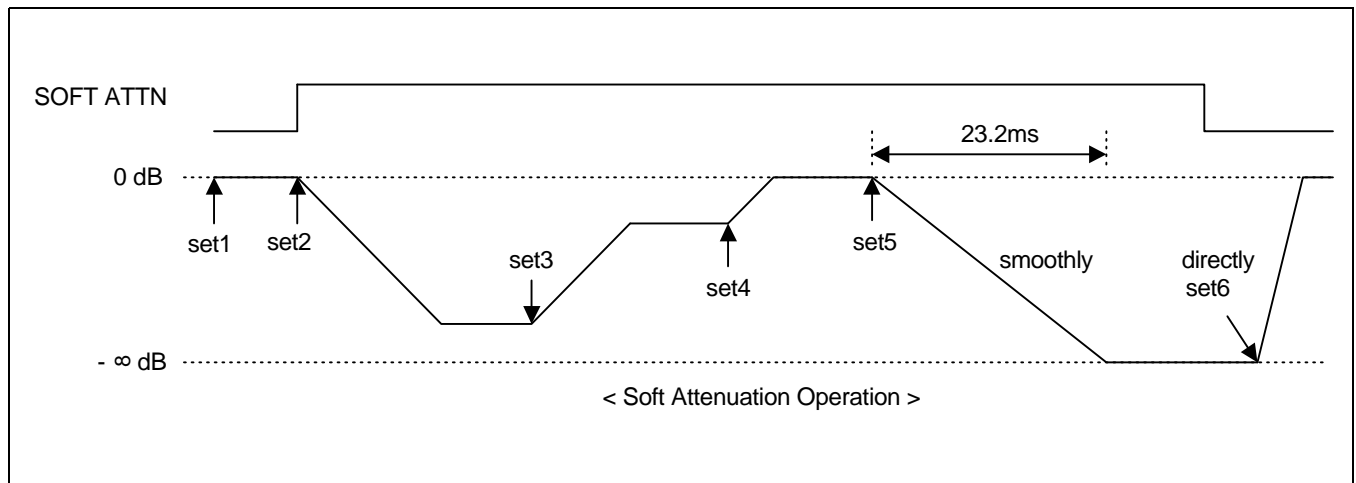 SOFT ATTN
23.2ms
0 dB
set1
set2
set3
set4
set5
smoothly
directly
set6
- ∞ dB
< Soft Attenuation Operation >